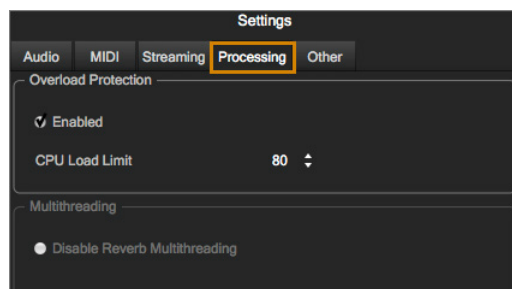 Settings
Audio MIDI Streaming Processing Other
Overload Protection
Enabled
CPU Load Limit 80
Multithreading
Disable Reverb Multithreading